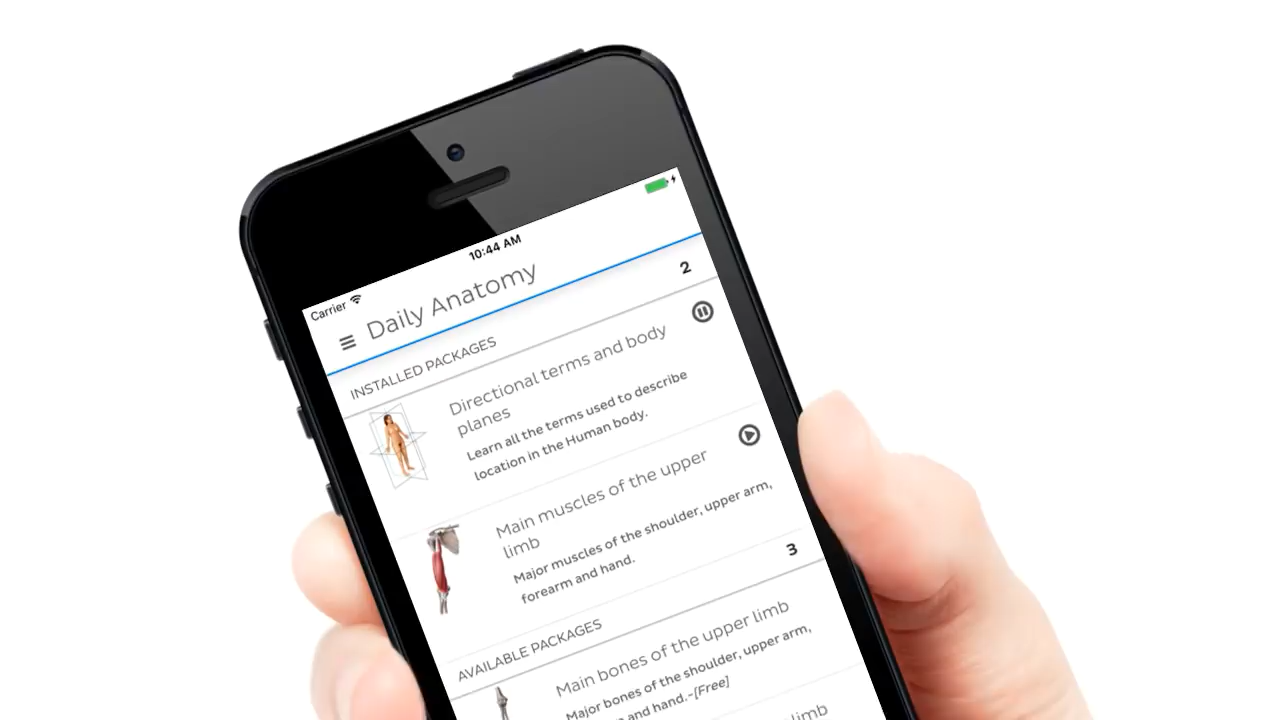 Carrier
10:44 AM
Daily Anatomy
INSTALLED PACKAGES
2
Directional terms and body
planes
Learn all the terms used to describe
location in the Human body.
Main muscles of the upper
limb
Major muscles of the shoulder, upper arm,
forearm and hand.
AVAILABLE PACKAGES
3
Main bones of the upper limb
Major bones of the shoulder, upper arm,
and hand.-[Free]
limb